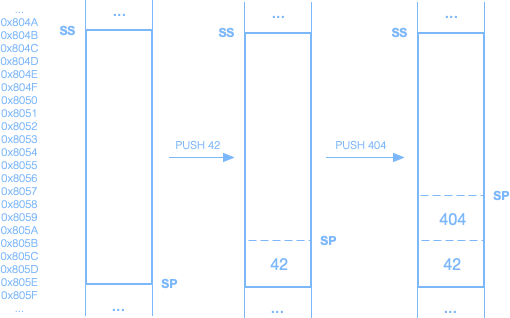 ...
0x804A
0x804B
0x804C
0x804D
0x804E
0x804F
0x8050
0x8051
0x8052
0x8053
0x8054
0x8055
0x8056
0x8057
0x8058
0x8059
0x805A
0x805B
0x805C
0x805D
0x805E
0x805F
...
...
SS
SP
...
PUSH 42
...
SS
SP
42
...
PUSH 404
...
SS
SP
404
42
...